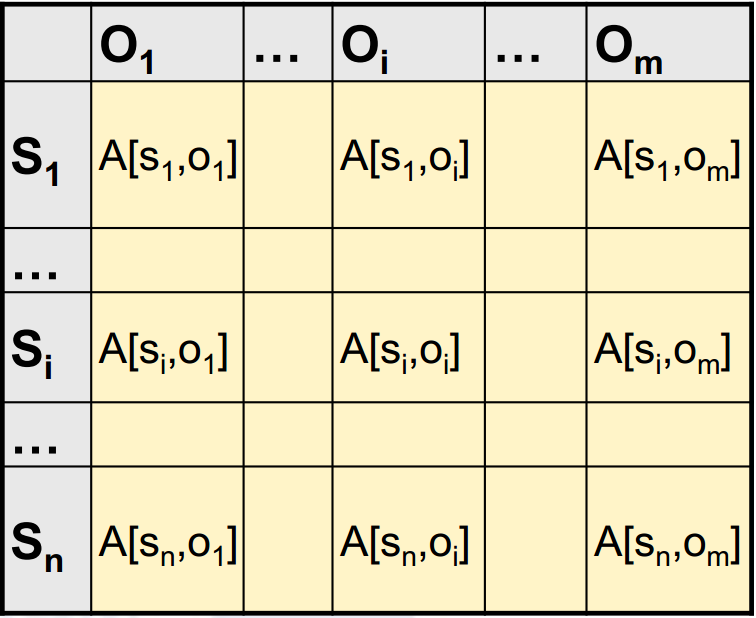 O₁ ... Oᵢ ... Oₘ
S₁ A[s₁,o₁] A[s₁,oᵢ] A[s₁,oₘ]
...
Sᵢ A[sᵢ,o₁] A[sᵢ,oᵢ] A[sᵢ,oₘ]
...
Sₙ A[sₙ,o₁] A[sₙ,oᵢ] A[sₙ,oₘ]